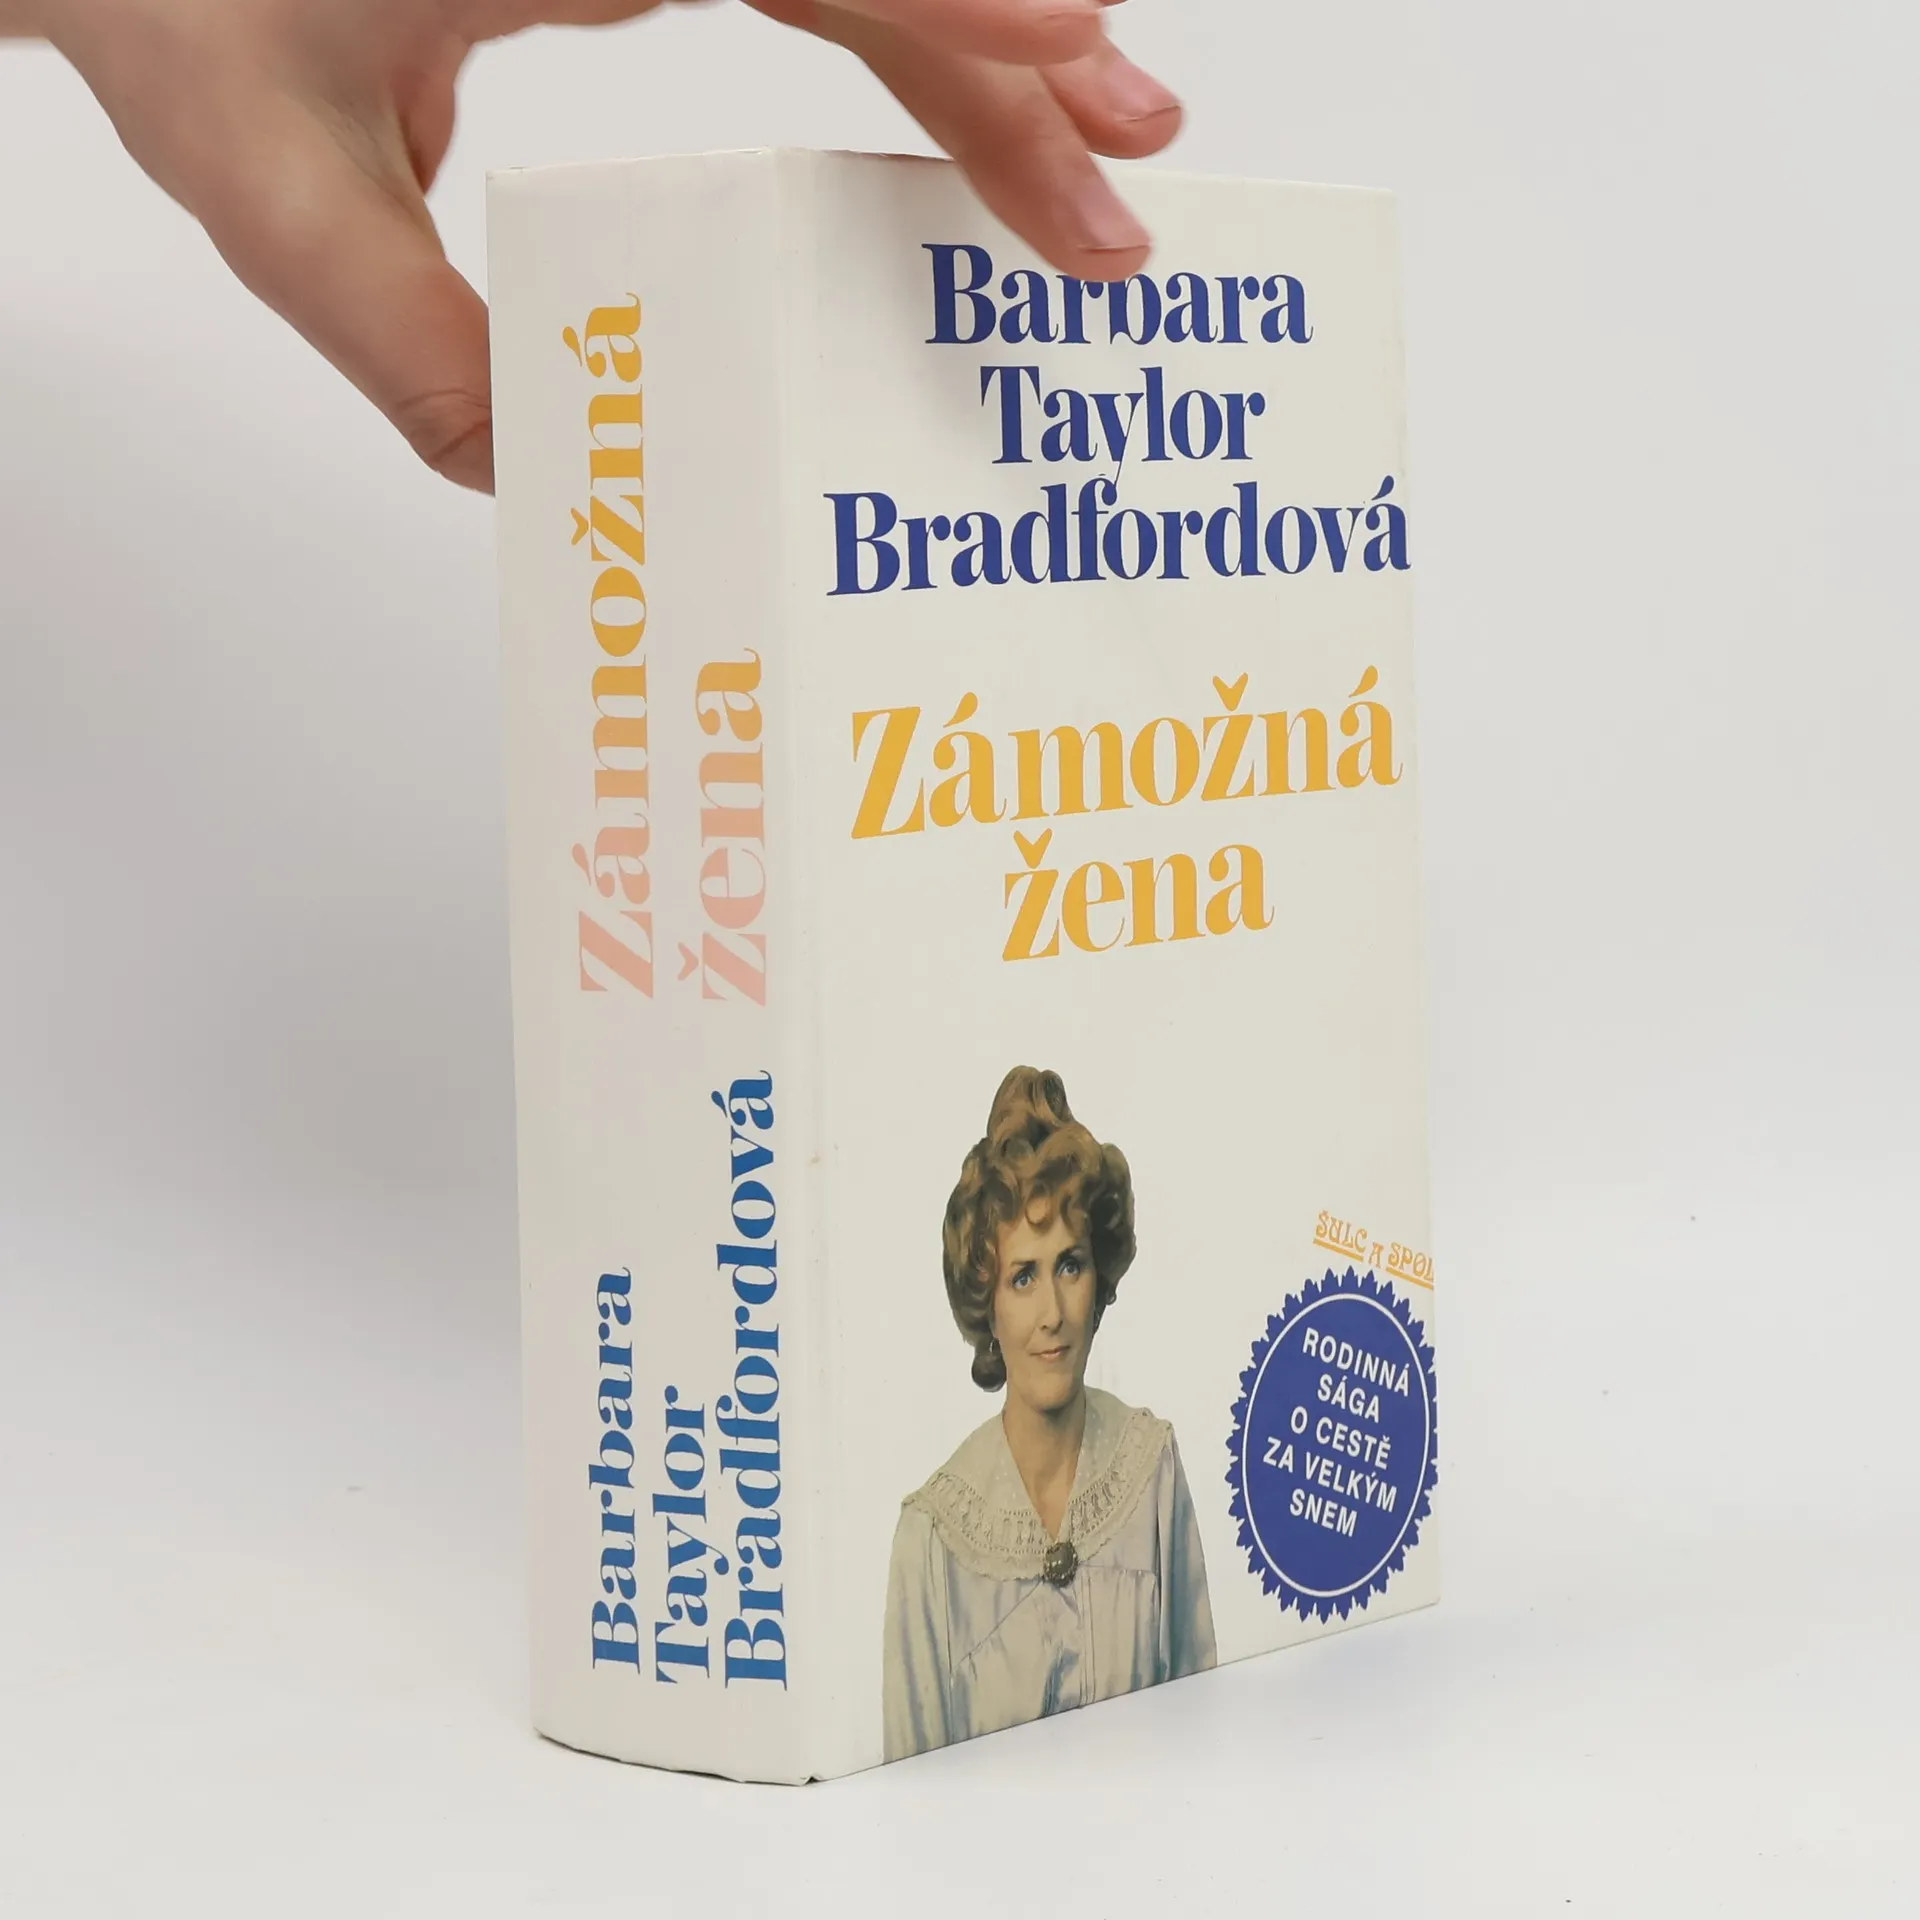 Zámožná
žena
Barbara
Taylor
Bradfordová
Barbara
Taylor
Bradfordová
Zámožná
žena
ŠULC A SPOL
RODINNÁ
SÁGA
O CESTĚ
ZA VELKÝM
SNEM